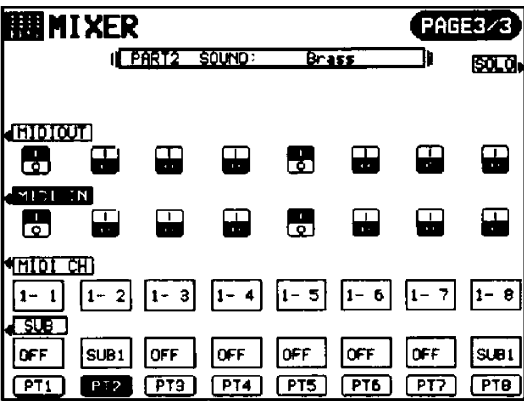 MIXER PAGE3/3
PART2 SOUND: Brass
SOLO
MIDIOUT
MIDI IN
MIDI CH
1- 1 1- 2 1- 3 1- 4 1- 5 1- 6 1- 7 1- 8
SUB
OFF SUB1 OFF OFF OFF OFF OFF SUB1
PT1 PT2 PT3 PT4 PT5 PT6 PT7 PT8